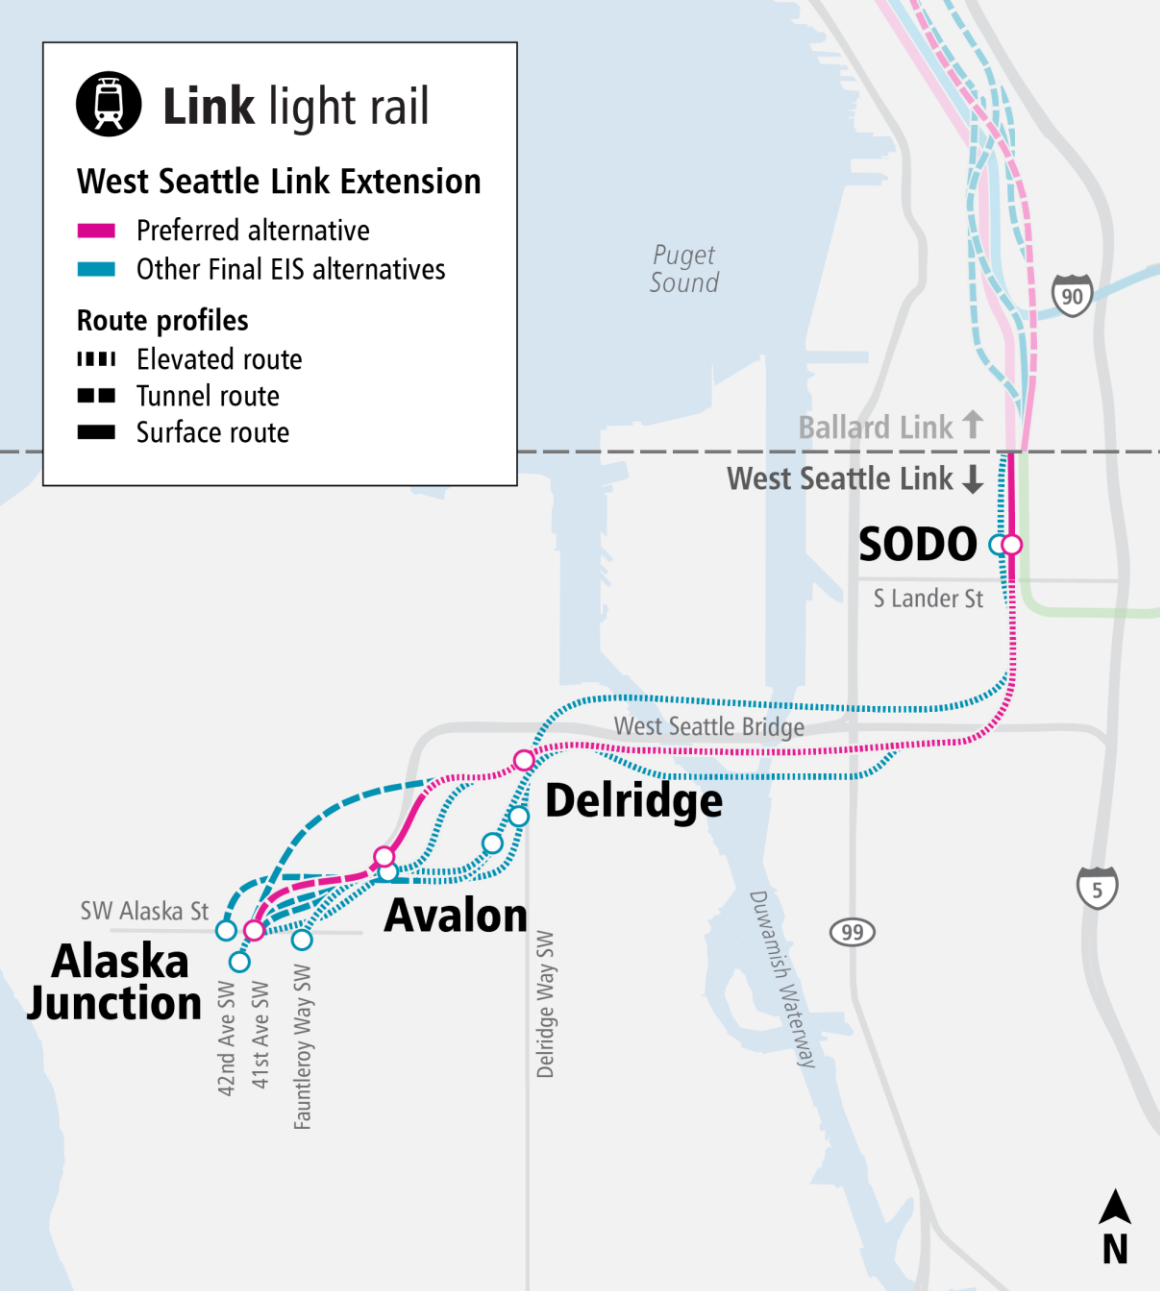 Link light rail
West Seattle Link Extension
Preferred alternative
Other Final EIS alternatives
Route profiles
Elevated route
Tunnel route
Surface route
Puget
Sound
90
Ballard Link
West Seattle Link
SODO
S Lander St
West Seattle Bridge
Delridge
Avalon
SW Alaska St
Alaska
Junction
42nd Ave SW
41st Ave SW
Fauntleroy Way SW
Delridge Way SW
Duwamish Waterway
99
5
N